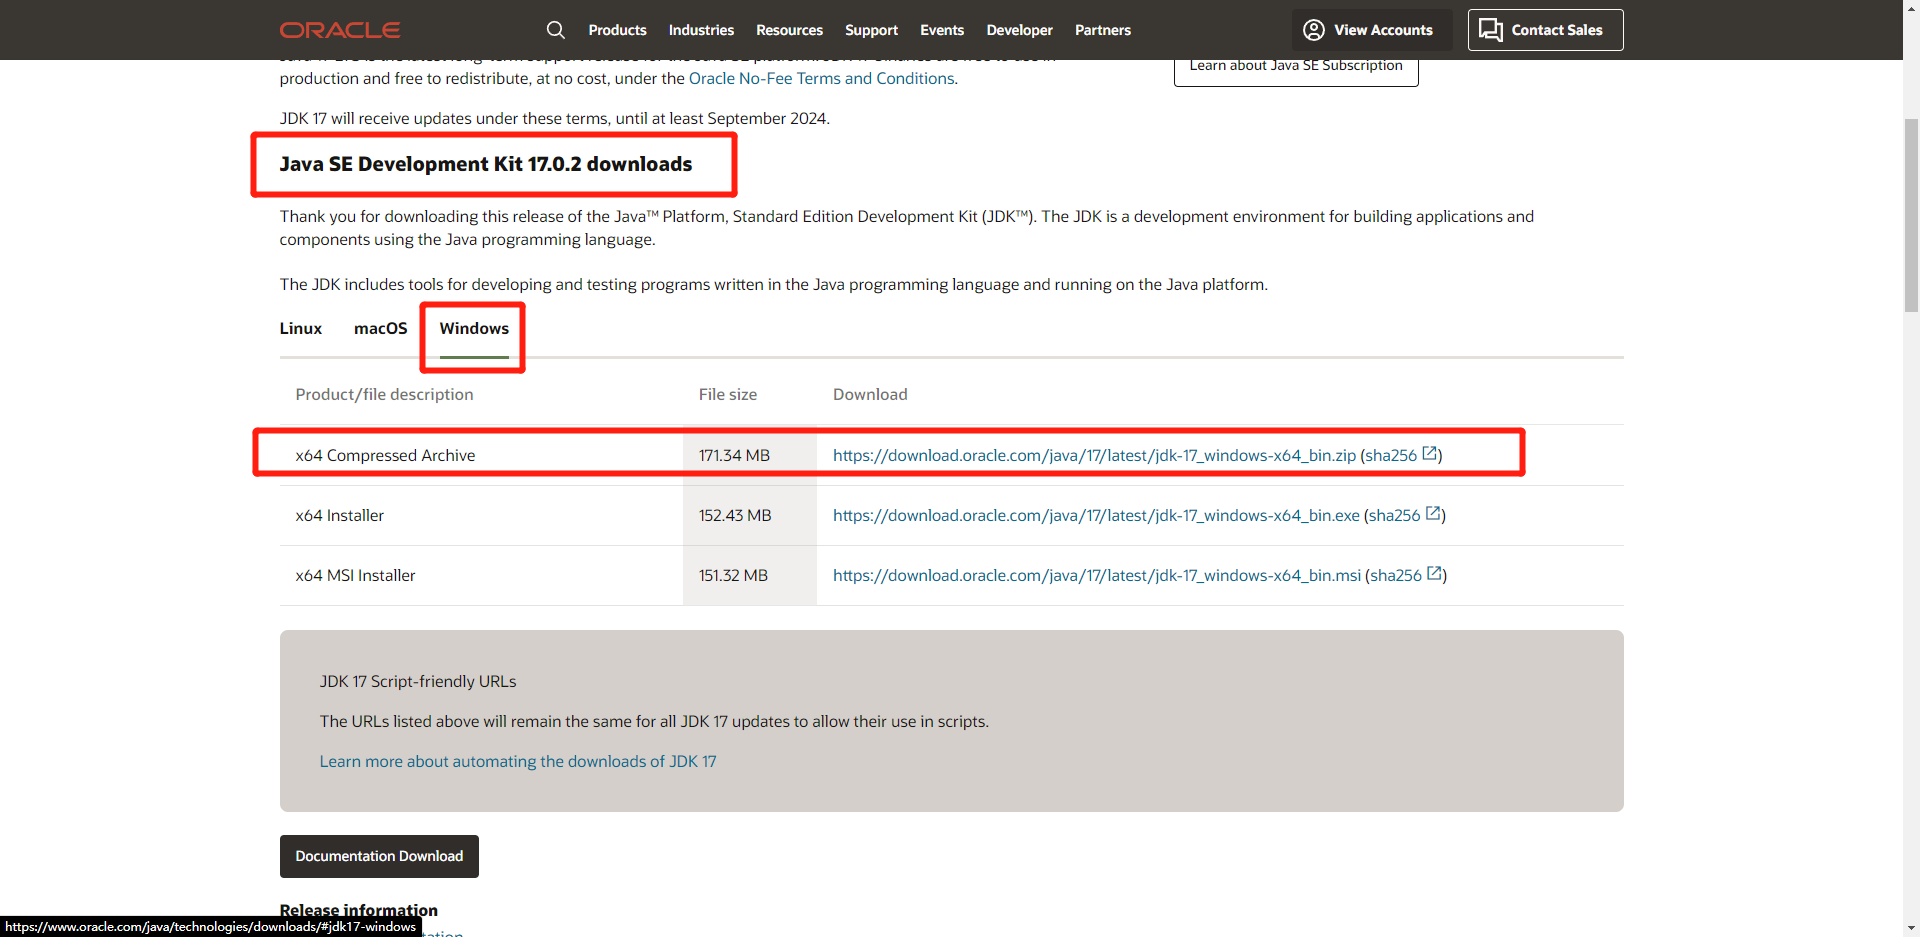 ORACLE
Products Industries Resources Support Events Developer Partners
View Accounts
Contact Sales
production and free to redistribute, at no cost, under the Oracle No-Fee Terms and Conditions.
Learn about Java SE Subscription
JDK 17 will receive updates under these terms, until at least September 2024.
Java SE Development Kit 17.0.2 downloads
Thank you for downloading this release of the Java™ Platform, Standard Edition Development Kit (JDK™). The JDK is a development environment for building applications and
components using the Java programming language.
The JDK includes tools for developing and testing programs written in the Java programming language and running on the Java platform.
Linux macOS Windows
Product/file description File size Download
x64 Compressed Archive 171.34 MB https://download.oracle.com/java/17/latest/jdk-17_windows-x64_bin.zip (sha256)
x64 Installer 152.43 MB https://download.oracle.com/java/17/latest/jdk-17_windows-x64_bin.exe (sha256)
x64 MSI Installer 151.32 MB https://download.oracle.com/java/17/latest/jdk-17_windows-x64_bin.msi (sha256)
JDK 17 Script-friendly URLs
The URLs listed above will remain the same for all JDK 17 updates to allow their use in scripts.
Learn more about automating the downloads of JDK 17
Documentation Download
Release information
https://www.oracle.com/java/technologies/downloads/#jdk17-windows